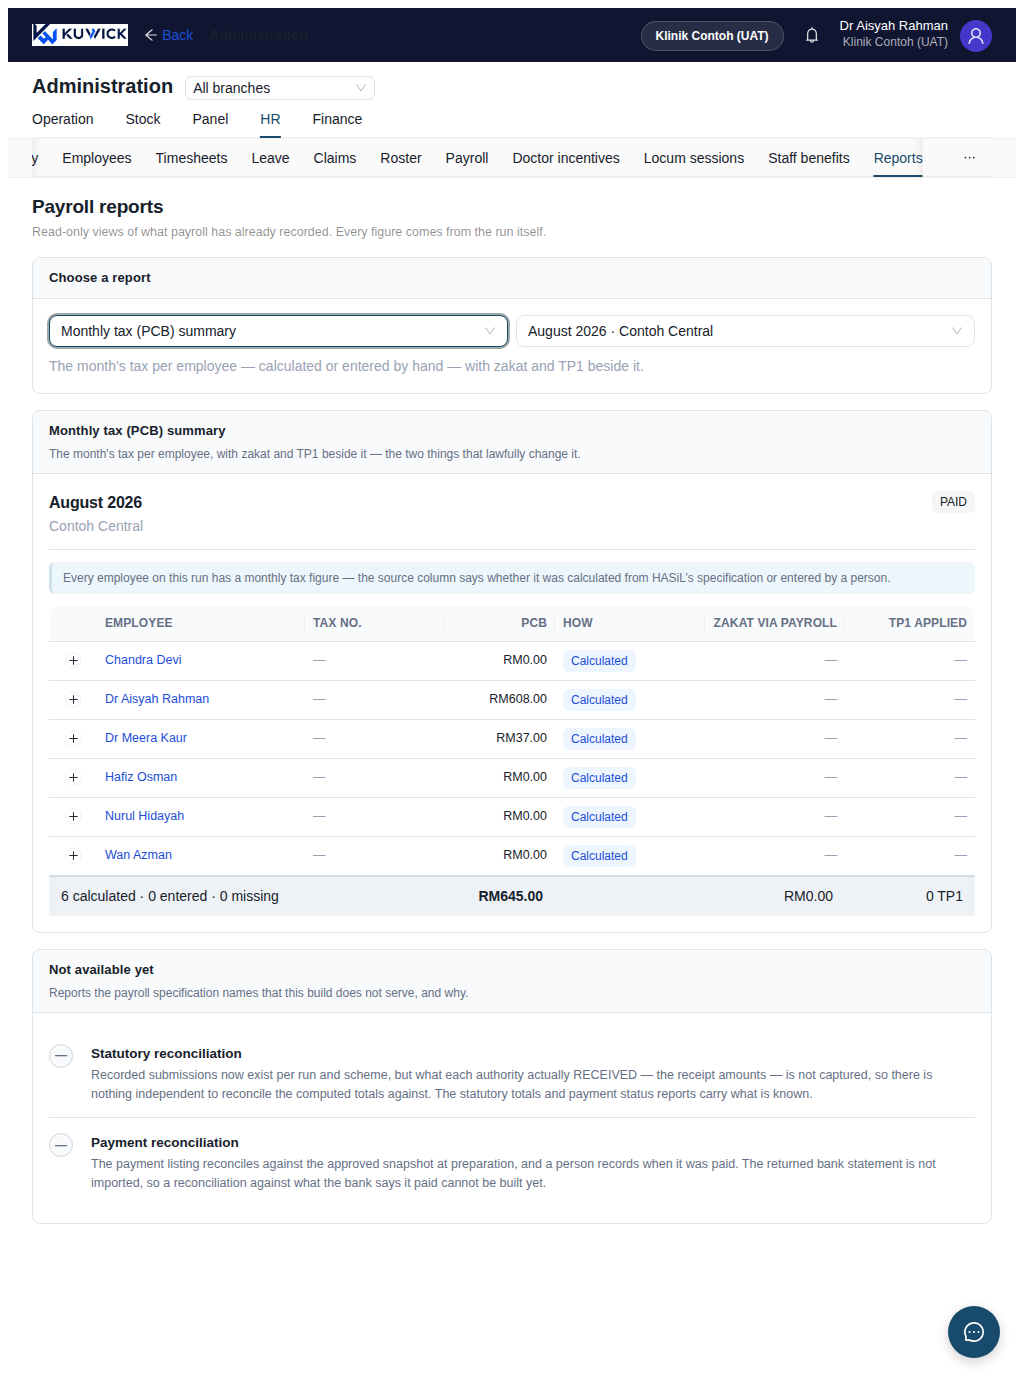 KUVICK
Back
Administration
Klinik Contoh (UAT)
Dr Aisyah Rahman
Klinik Contoh (UAT)
Administration
All branches
Operation
Stock
Panel
HR
Finance
y
Employees
Timesheets
Leave
Claims
Roster
Payroll
Doctor incentives
Locum sessions
Staff benefits
Reports
···
Payroll reports
Read-only views of what payroll has already recorded. Every figure comes from the run itself.
Choose a report
Monthly tax (PCB) summary
August 2026 · Contoh Central
The month's tax per employee — calculated or entered by hand — with zakat and TP1 beside it.
Monthly tax (PCB) summary
The month's tax per employee, with zakat and TP1 beside it — the two things that lawfully change it.
August 2026
PAID
Contoh Central
Every employee on this run has a monthly tax figure — the source column says whether it was calculated from HASiL's specification or entered by a person.
EMPLOYEE TAX NO. PCB HOW ZAKAT VIA PAYROLL TP1 APPLIED
Chandra Devi — RM0.00 Calculated — —
Dr Aisyah Rahman — RM608.00 Calculated — —
Dr Meera Kaur — RM37.00 Calculated — —
Hafiz Osman — RM0.00 Calculated — —
Nurul Hidayah — RM0.00 Calculated — —
Wan Azman — RM0.00 Calculated — —
6 calculated · 0 entered · 0 missing RM645.00 RM0.00 0 TP1
Not available yet
Reports the payroll specification names that this build does not serve, and why.
Statutory reconciliation
Recorded submissions now exist per run and scheme, but what each authority actually RECEIVED — the receipt amounts — is not captured, so there is
nothing independent to reconcile the computed totals against. The statutory totals and payment status reports carry what is known.
Payment reconciliation
The payment listing reconciles against the approved snapshot at preparation, and a person records when it was paid. The returned bank statement is not
imported, so a reconciliation against what the bank says it paid cannot be built yet.